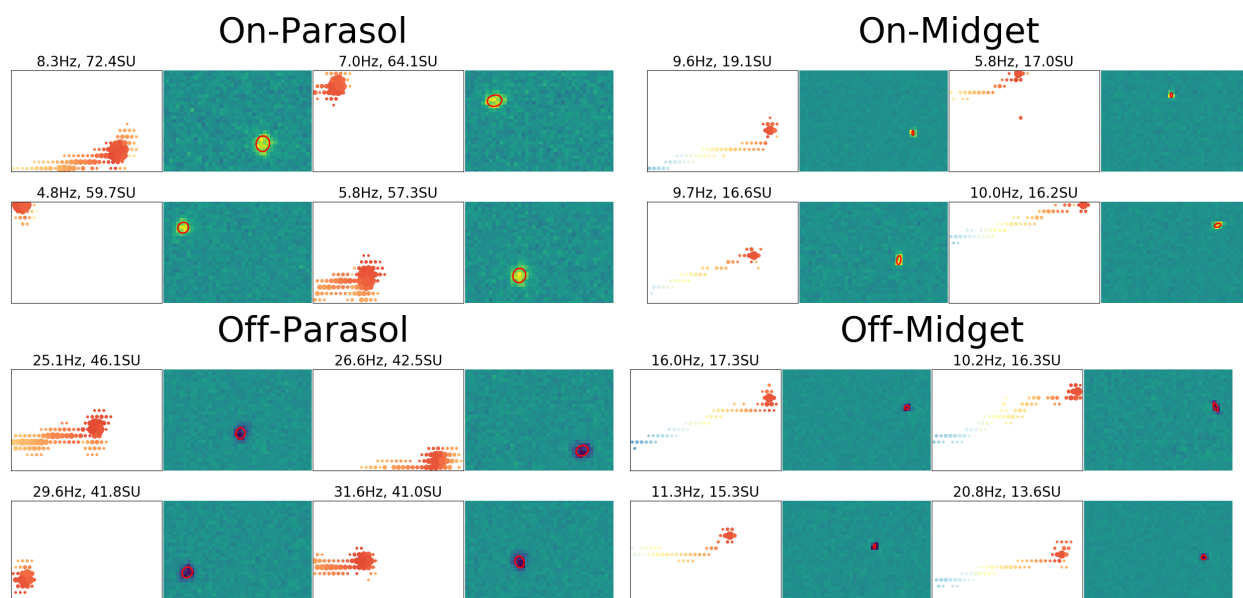 On-Parasol
8.3Hz, 72.4SU
7.0Hz, 64.1SU
4.8Hz, 59.7SU
5.8Hz, 57.3SU
On-Midget
9.6Hz, 19.1SU
5.8Hz, 17.0SU
9.7Hz, 16.6SU
10.0Hz, 16.2SU
Off-Parasol
25.1Hz, 46.1SU
26.6Hz, 42.5SU
29.6Hz, 41.8SU
31.6Hz, 41.0SU
Off-Midget
16.0Hz, 17.3SU
10.2Hz, 16.3SU
11.3Hz, 15.3SU
20.8Hz, 13.6SU